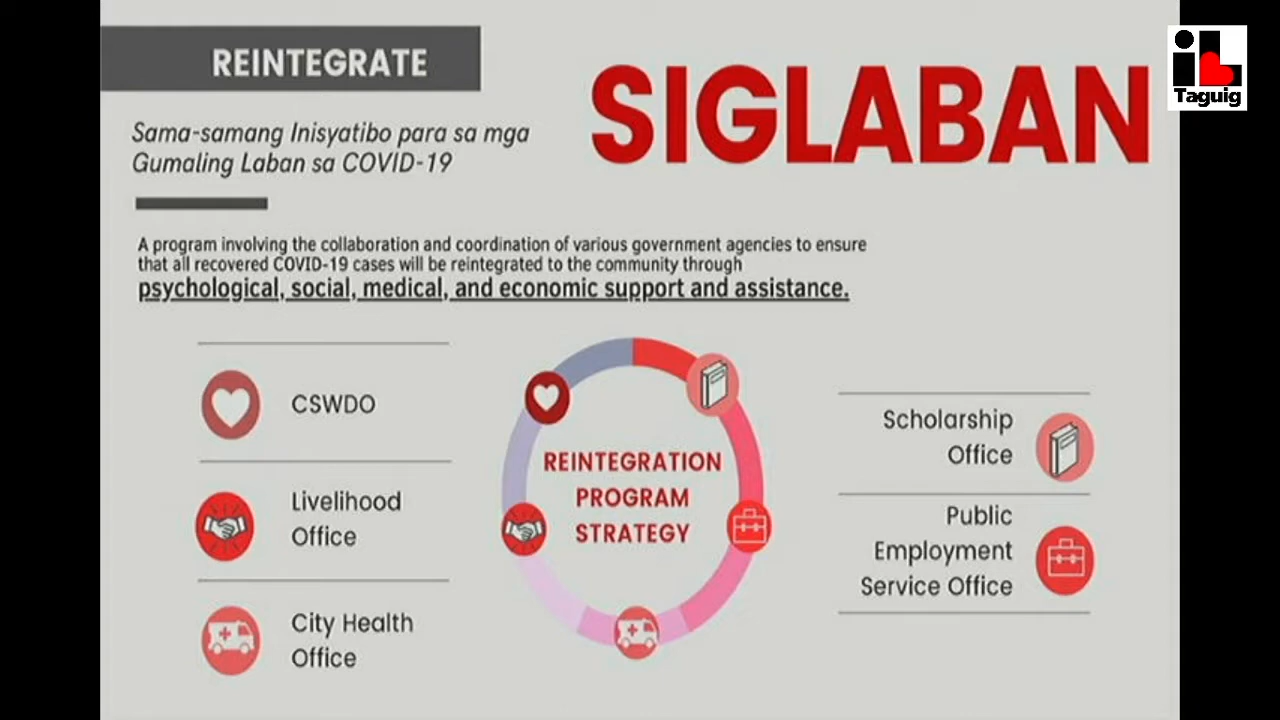 REINTEGRATE
SIGLABAN
iL
Taguig
Sama-samang Inisyatibo para sa mga
Gumaling Laban sa COVID-19
A program involving the collaboration and coordination of various government agencies to ensure
that all recovered COVID-19 cases will be reintegrated to the community through
psychological, social, medical, and economic support and assistance.
CSWDO
Livelihood
Office
City Health
Office
REINTEGRATION
PROGRAM
STRATEGY
Scholarship
Office
Public
Employment
Service Office